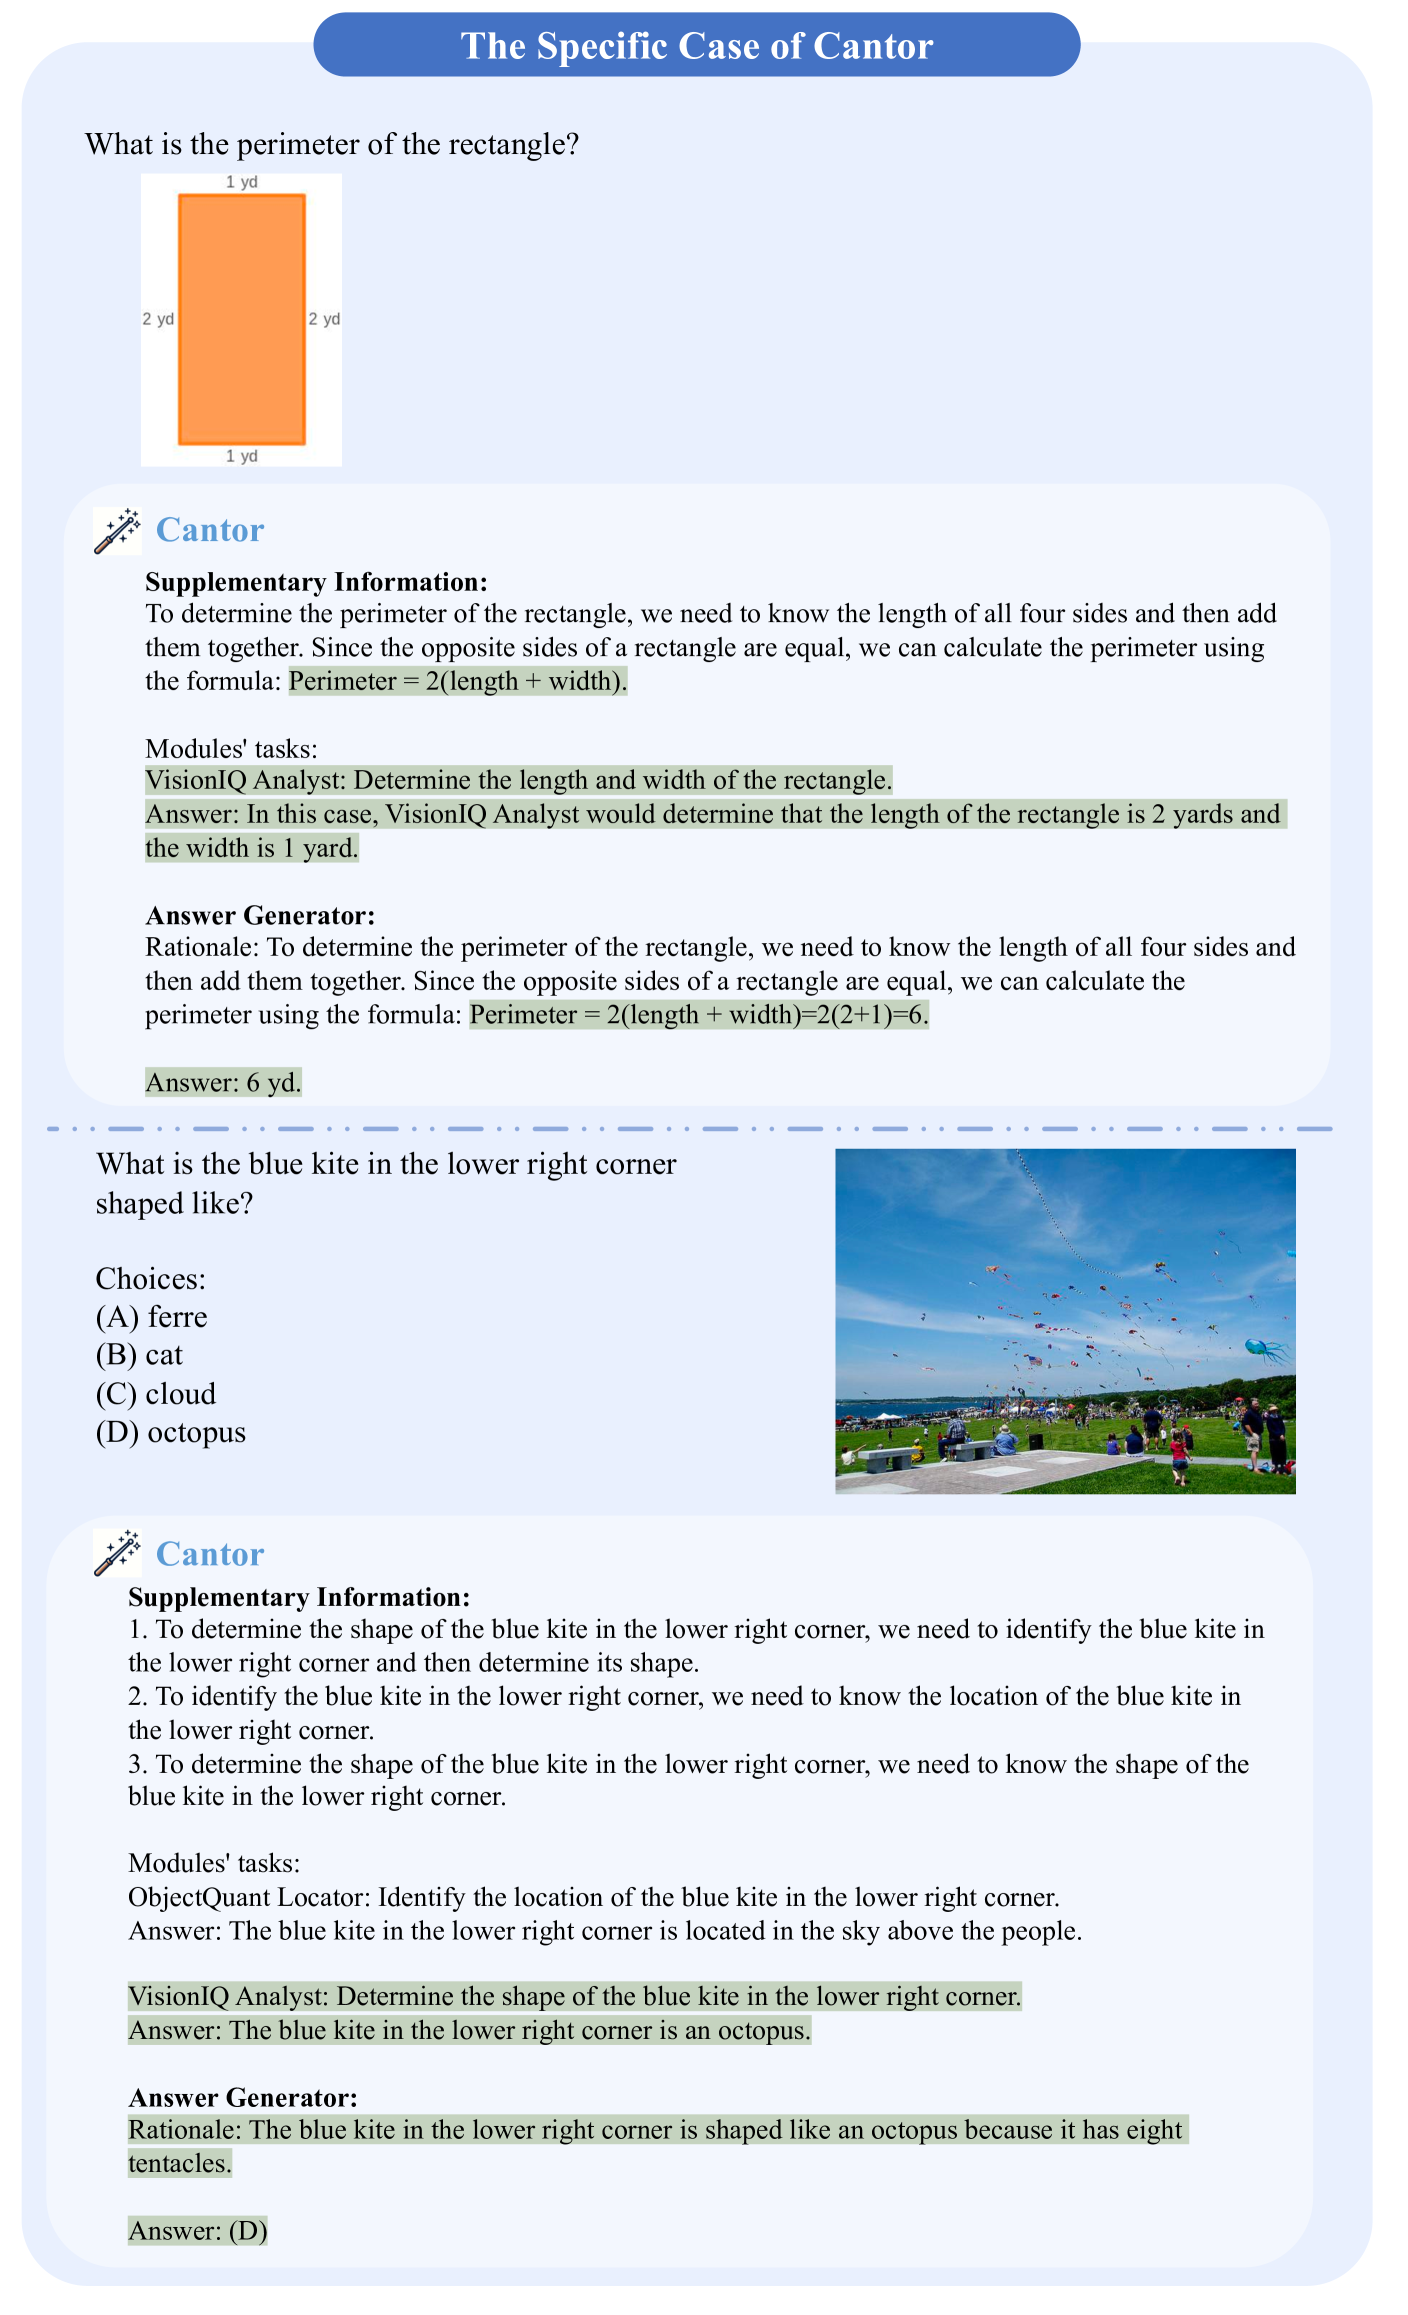 The Specific Case of Cantor
What is the perimeter of the rectangle?
1 yd
2 yd
2 yd
1 yd
Cantor
Supplementary Information:
To determine the perimeter of the rectangle, we need to know the length of all four sides and then add
them together. Since the opposite sides of a rectangle are equal, we can calculate the perimeter using
the formula: Perimeter = 2(length + width).
Modules' tasks:
VisionIQ Analyst: Determine the length and width of the rectangle.
Answer: In this case, VisionIQ Analyst would determine that the length of the rectangle is 2 yards and
the width is 1 yard.
Answer Generator:
Rationale: To determine the perimeter of the rectangle, we need to know the length of all four sides and
then add them together. Since the opposite sides of a rectangle are equal, we can calculate the
perimeter using the formula: Perimeter = 2(length + width)=2(2+1)=6.
Answer: 6 yd.
What is the blue kite in the lower right corner
shaped like?
Choices:
(A) ferre
(B) cat
(C) cloud
(D) octopus
Cantor
Supplementary Information:
1. To determine the shape of the blue kite in the lower right corner, we need to identify the blue kite in
the lower right corner and then determine its shape.
2. To identify the blue kite in the lower right corner, we need to know the location of the blue kite in
the lower right corner.
3. To determine the shape of the blue kite in the lower right corner, we need to know the shape of the
blue kite in the lower right corner.
Modules' tasks:
ObjectQuant Locator: Identify the location of the blue kite in the lower right corner.
Answer: The blue kite in the lower right corner is located in the sky above the people.
VisionIQ Analyst: Determine the shape of the blue kite in the lower right corner.
Answer: The blue kite in the lower right corner is an octopus.
Answer Generator:
Rationale: The blue kite in the lower right corner is shaped like an octopus because it has eight
tentacles.
Answer: (D)